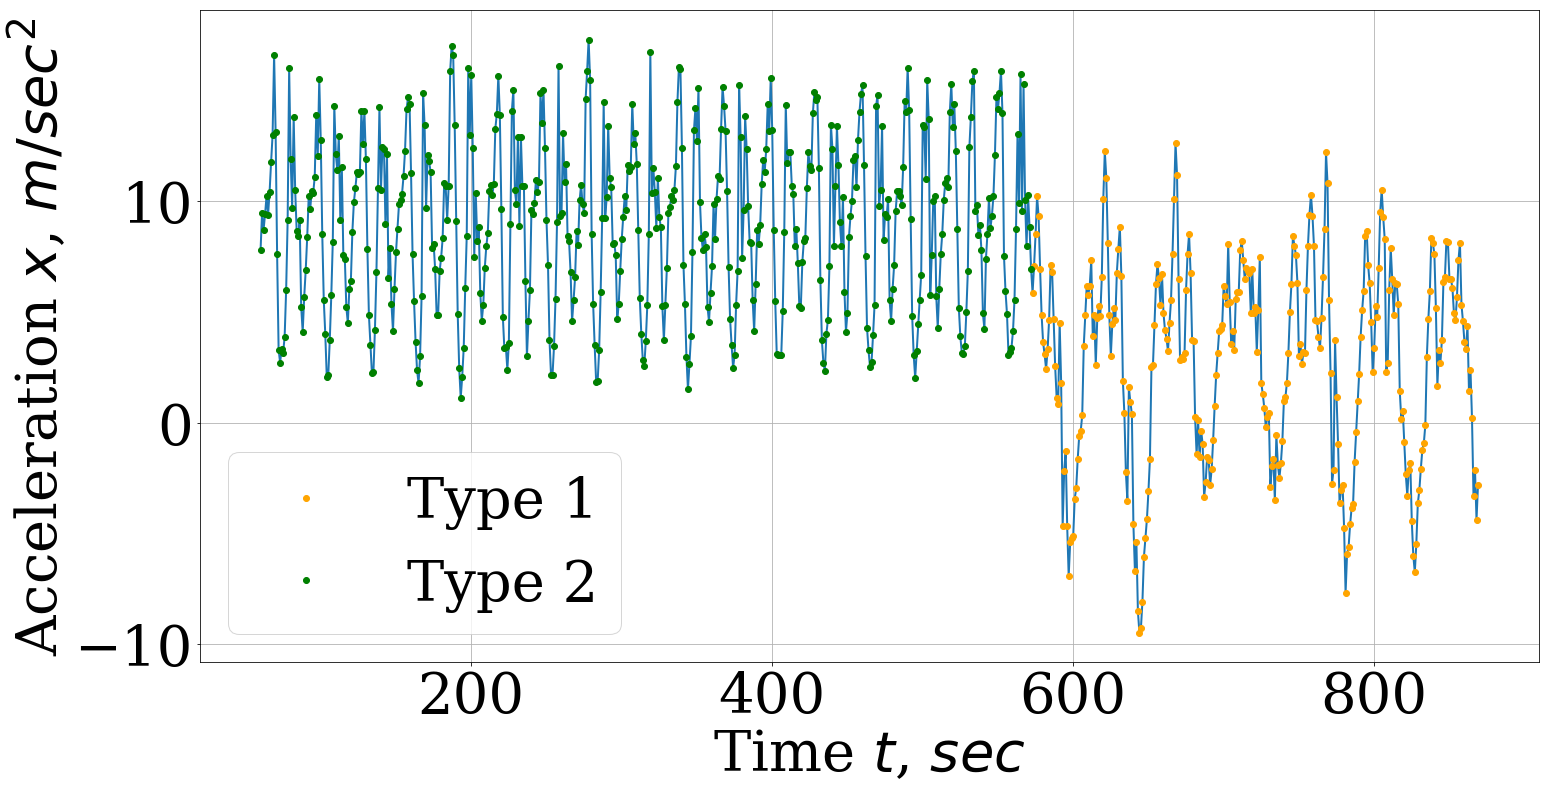 Acceleration x, m/sec²
10
0
−10
Type 1
Type 2
200 400 600 800
Time t, sec